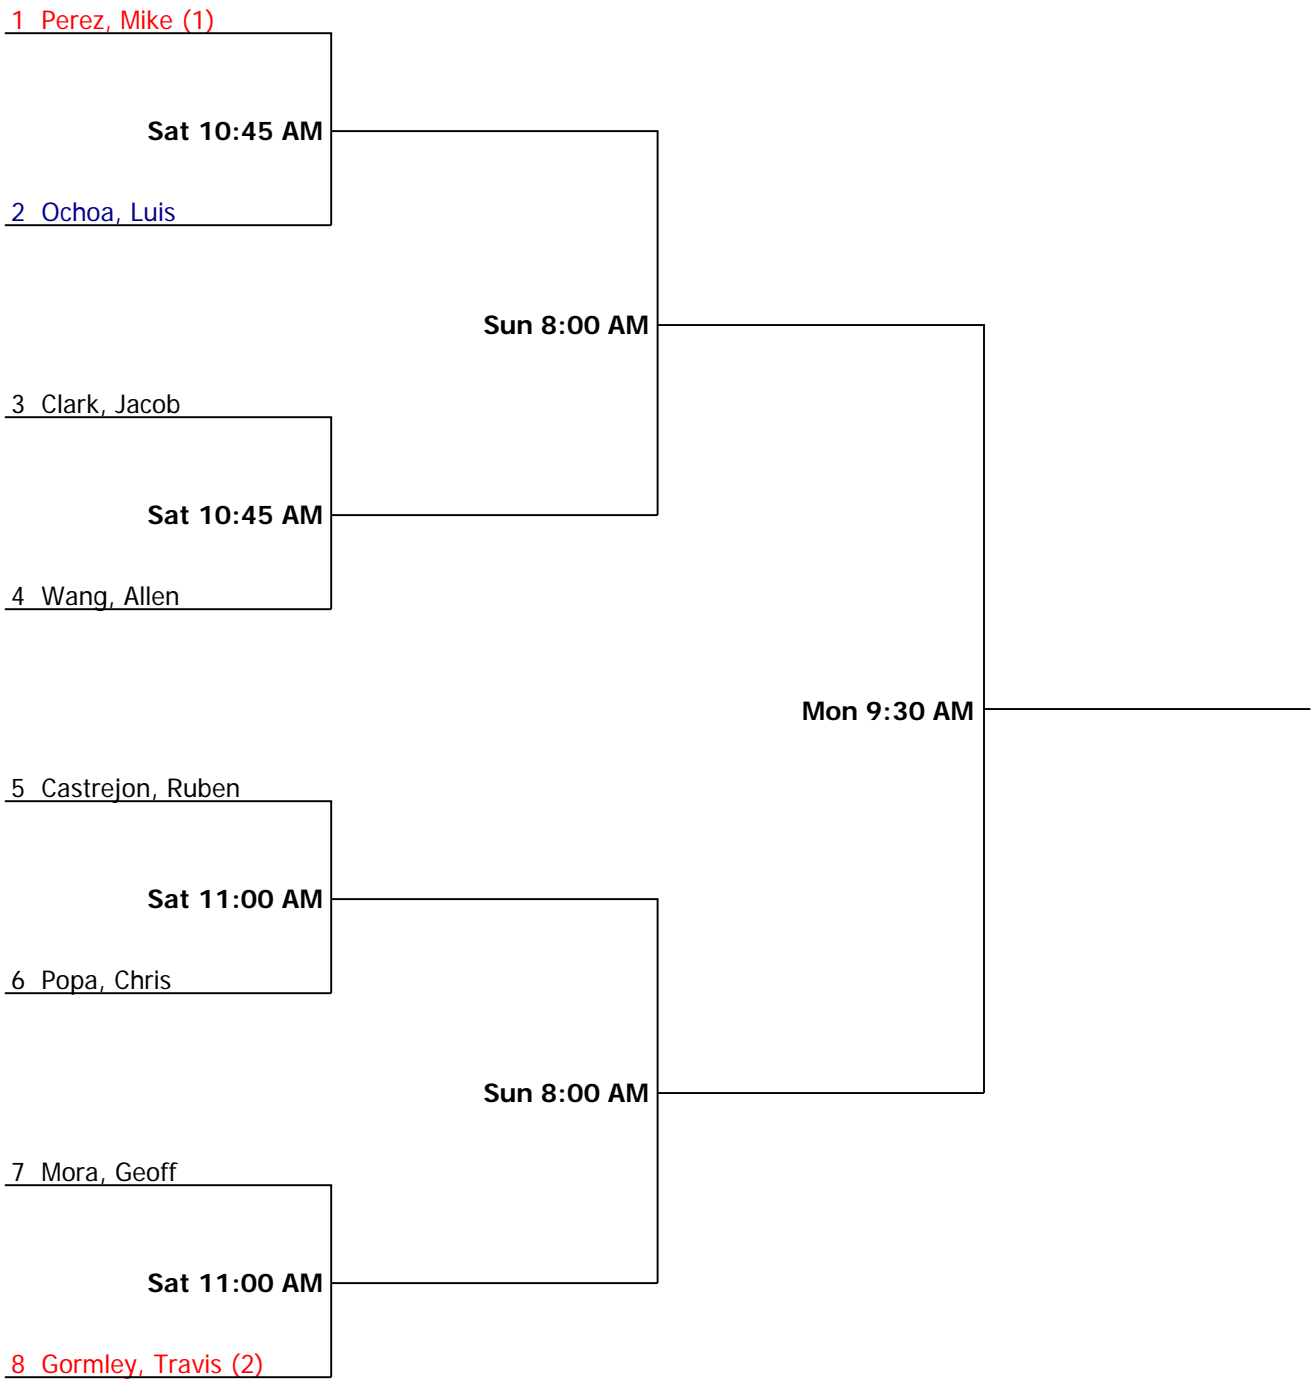 1 Perez, Mike (1)
Sat 10:45 AM
2 Ochoa, Luis
Sun 8:00 AM
3 Clark, Jacob
Sat 10:45 AM
4 Wang, Allen
Mon 9:30 AM
5 Castrejon, Ruben
Sat 11:00 AM
6 Popa, Chris
Sun 8:00 AM
7 Mora, Geoff
Sat 11:00 AM
8 Gormley, Travis (2)